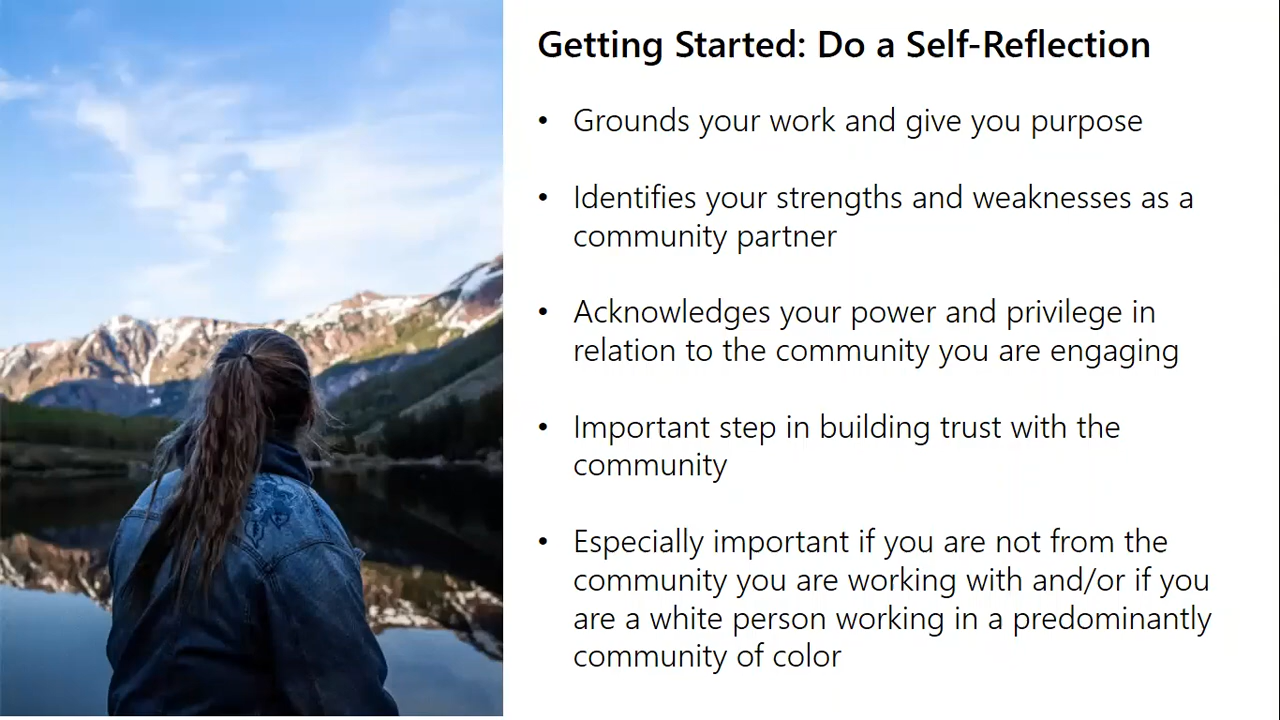 Getting Started: Do a Self-Reflection
• Grounds your work and give you purpose
• Identifies your strengths and weaknesses as a
community partner
• Acknowledges your power and privilege in
relation to the community you are engaging
• Important step in building trust with the
community
• Especially important if you are not from the
community you are working with and/or if you
are a white person working in a predominantly
community of color